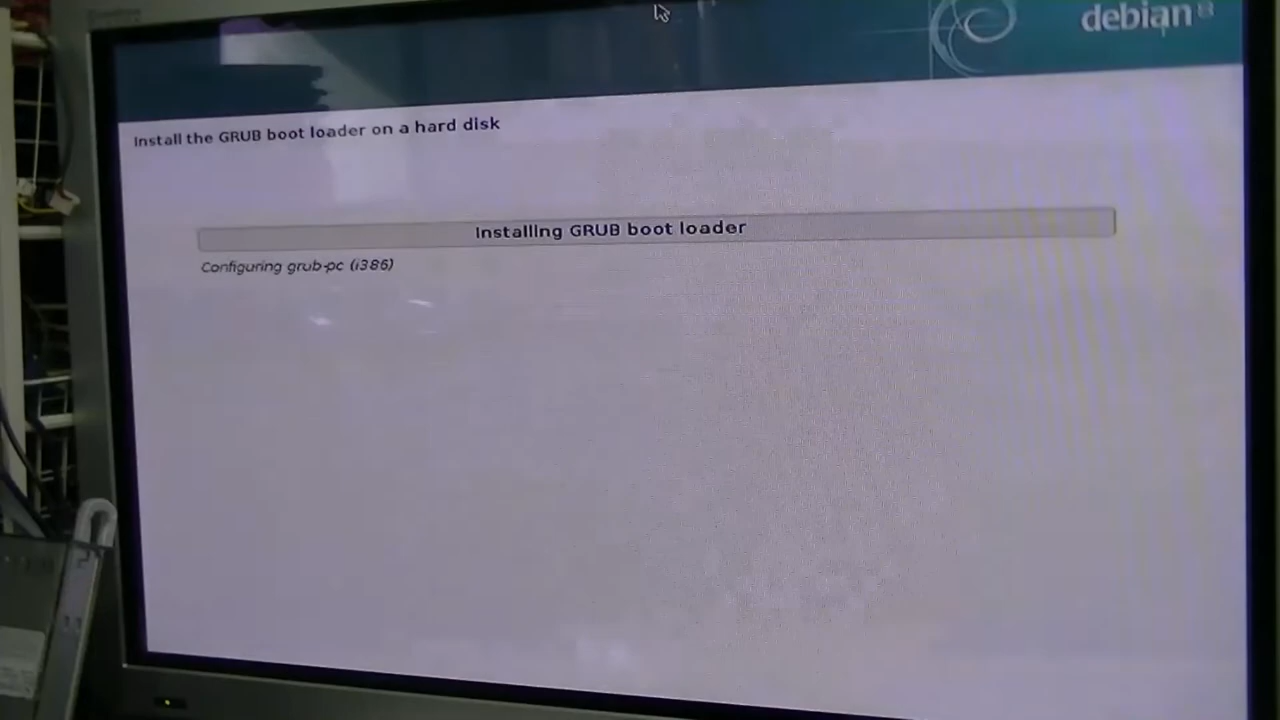 debian 8
Install the GRUB boot loader on a hard disk
Installing GRUB boot loader
Configuring grub-pc (i386)